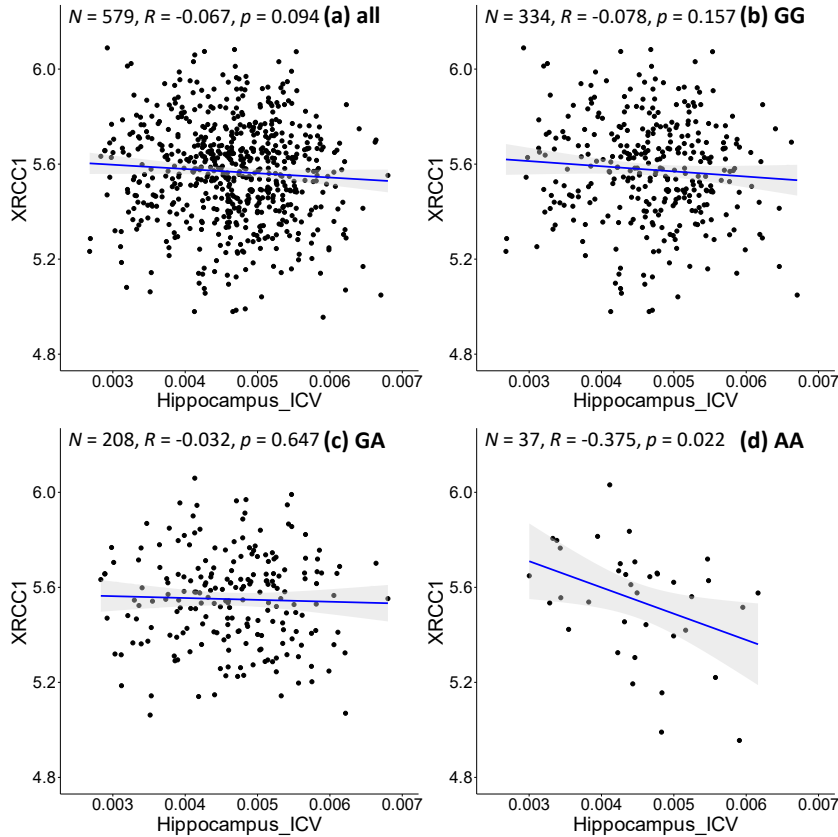 N = 579, R = -0.067, p = 0.094 (a) all
6.0
5.6
5.2
4.8
XRCC1
0.003 0.004 0.005 0.006 0.007
Hippocampus_ICV
N = 334, R = -0.078, p = 0.157 (b) GG
6.0
5.6
5.2
4.8
XRCC1
0.003 0.004 0.005 0.006 0.007
Hippocampus_ICV
N = 208, R = -0.032, p = 0.647 (c) GA
6.0
5.6
5.2
4.8
XRCC1
0.003 0.004 0.005 0.006 0.007
Hippocampus_ICV
N = 37, R = -0.375, p = 0.022 (d) AA
6.0
5.6
5.2
4.8
XRCC1
0.003 0.004 0.005 0.006 0.007
Hippocampus_ICV